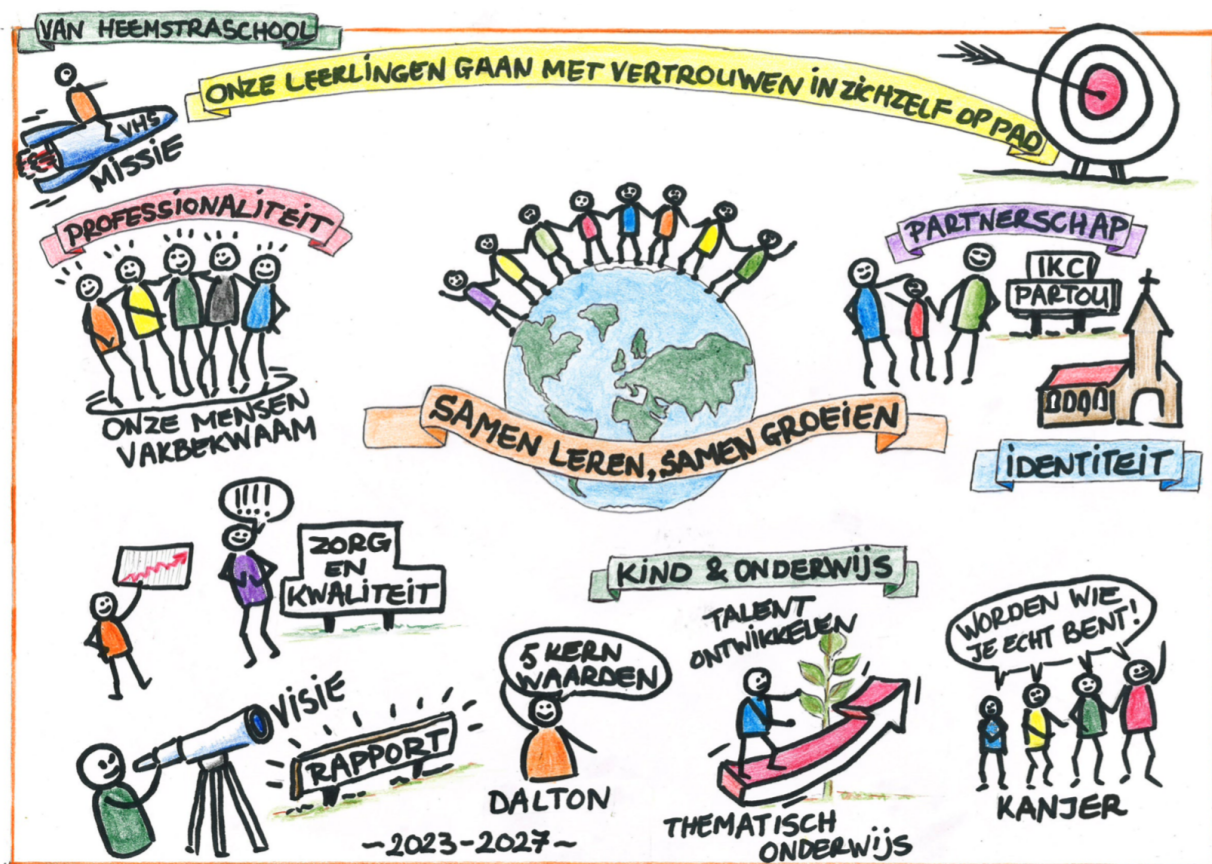 VAN HEEMSTRASCHOOL
ONZE LEERLINGEN GAAN MET VERTROUWEN IN ZICHZELF OP PAD
VHS
MISSIE
PROFESSIONALITEIT
ONZE MENSEN
VAKBEKWAAM
PARTNERSCHAP
IKC
PARTOU
IDENTITEIT
SAMEN LEREN, SAMEN GROEIEN
!!!!
ZORG
EN
KWALITEIT
VISIE
RAPPORT
5 KERN
WAARDEN
DALTON
~2023-2027~
KIND & ONDERWIJS
TALENT
ONTWIKKELEN
THEMATISCH
ONDERWIJS
WORDEN WIE
JE ECHT BENT!
KANJER